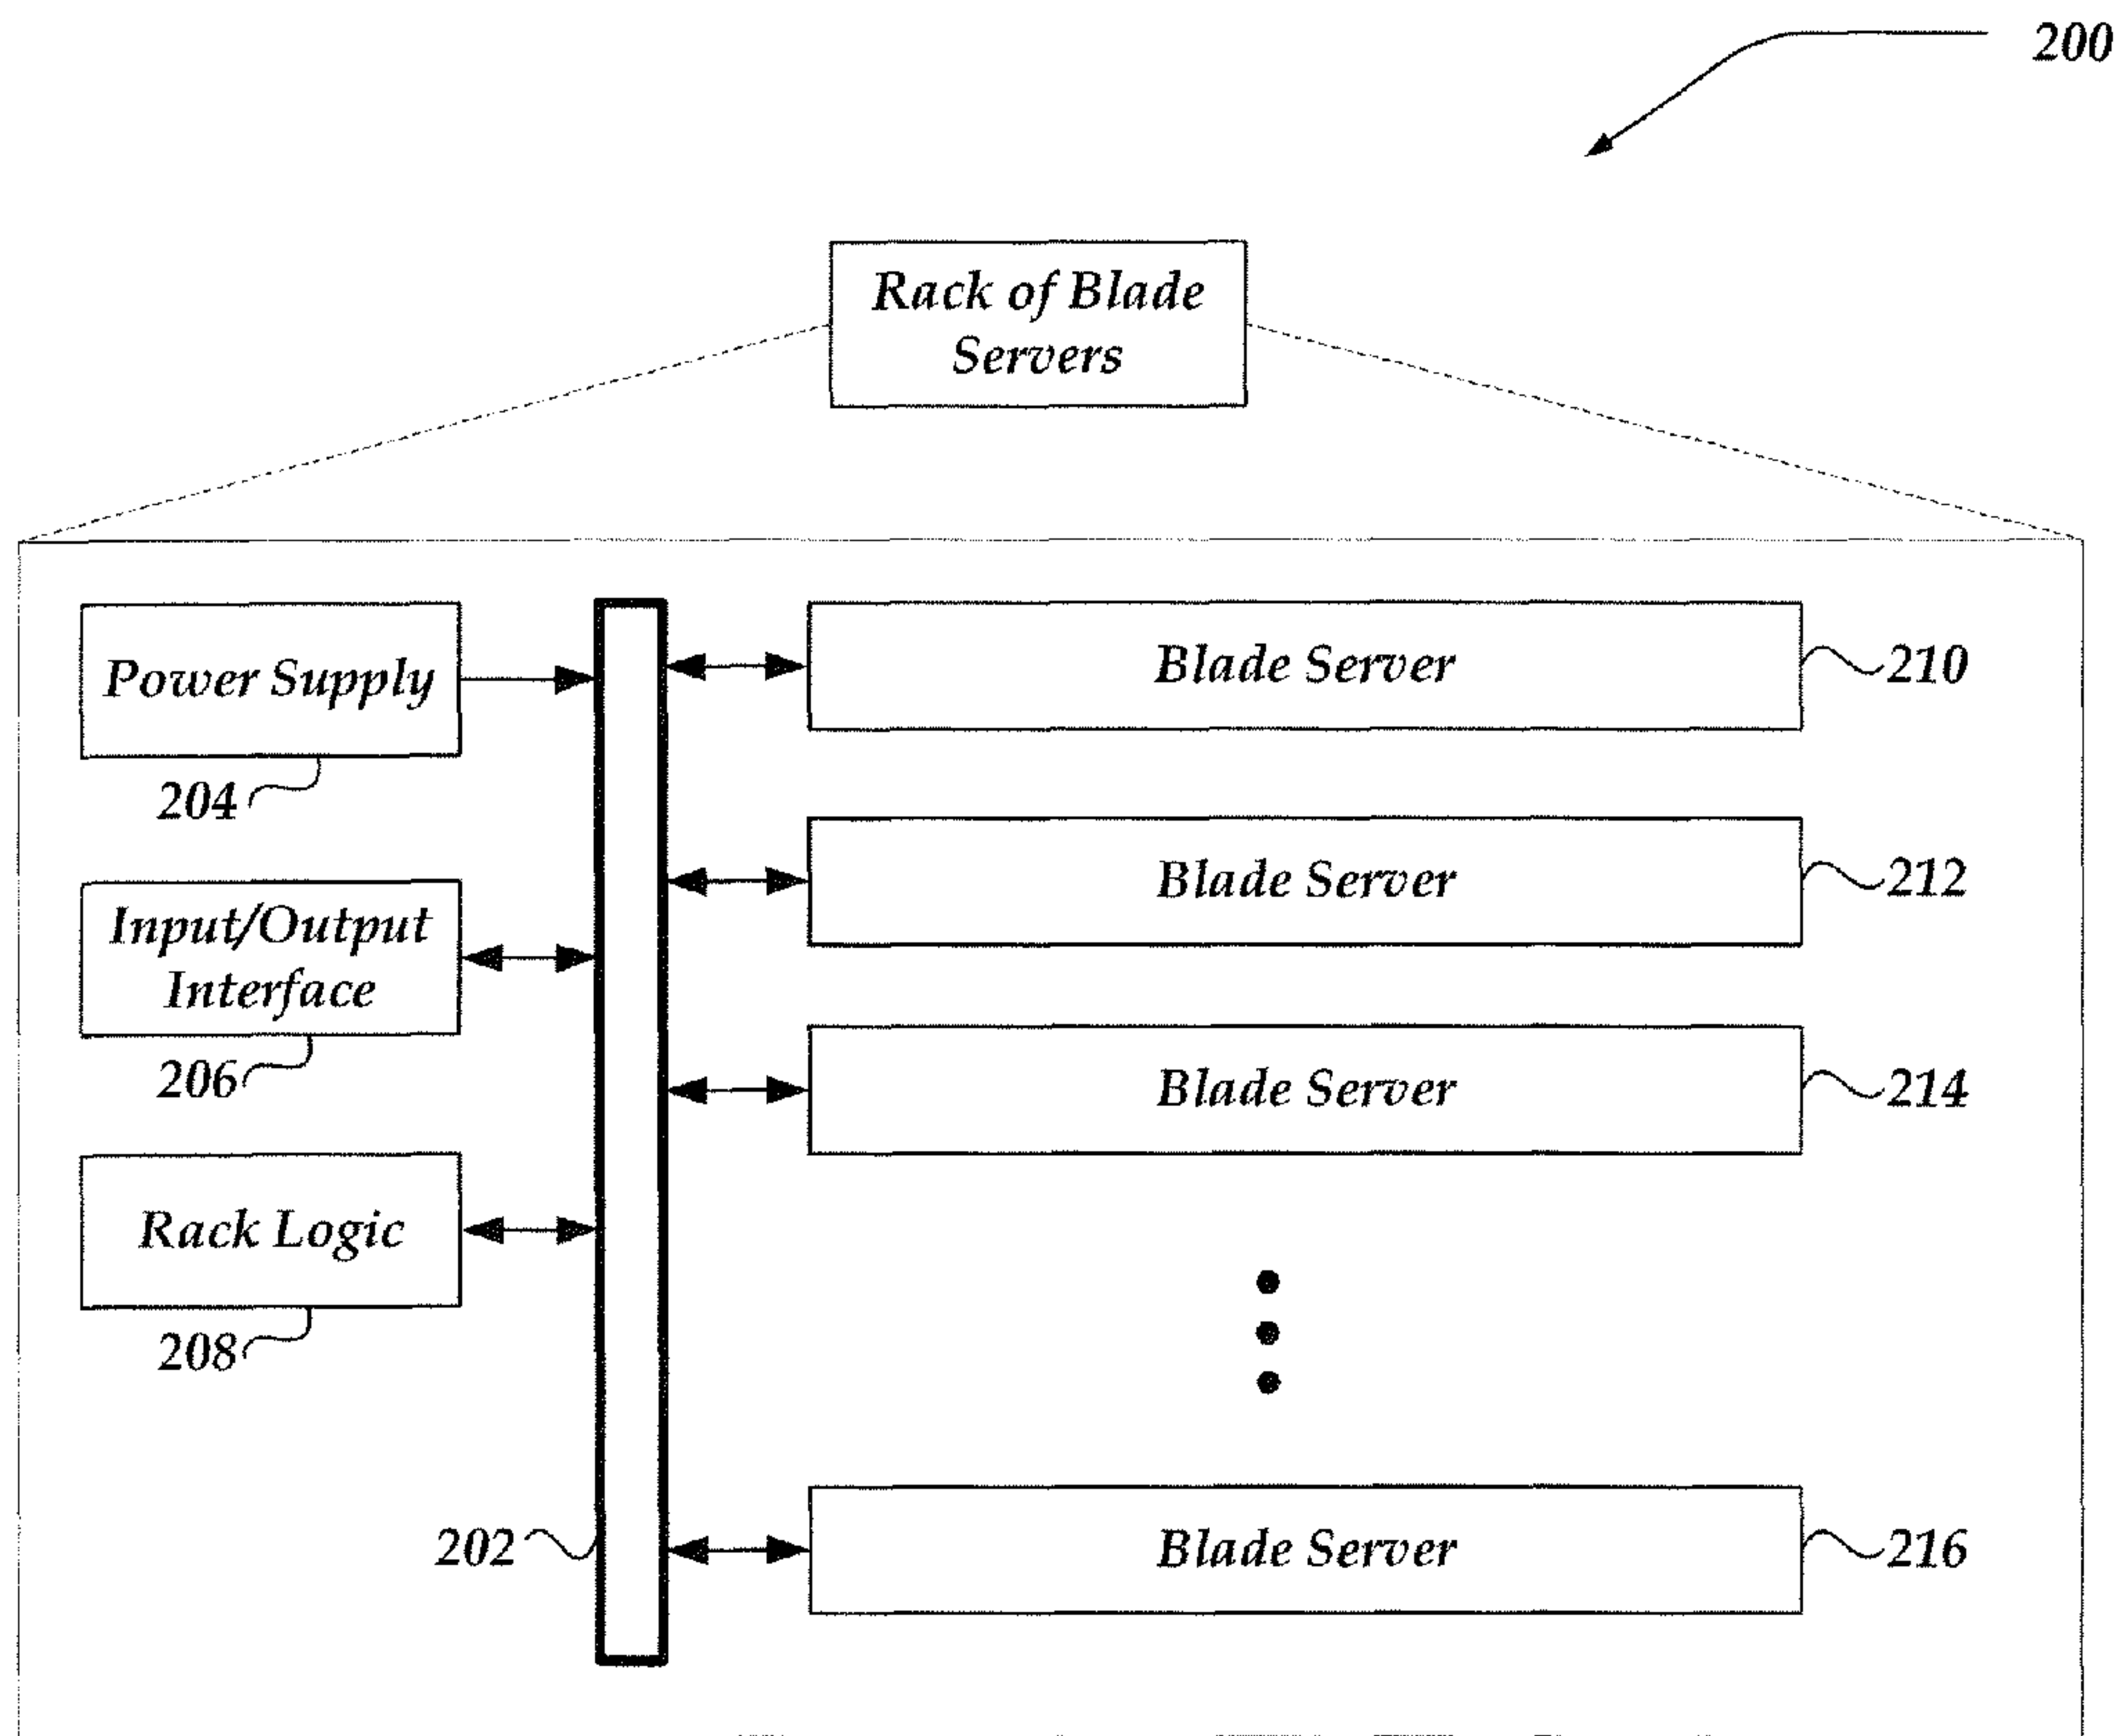 200
Rack of Blade
Servers
Power Supply
204
Input/Output
Interface
206
Rack Logic
208
202
Blade Server
210
Blade Server
212
Blade Server
214
Blade Server
216